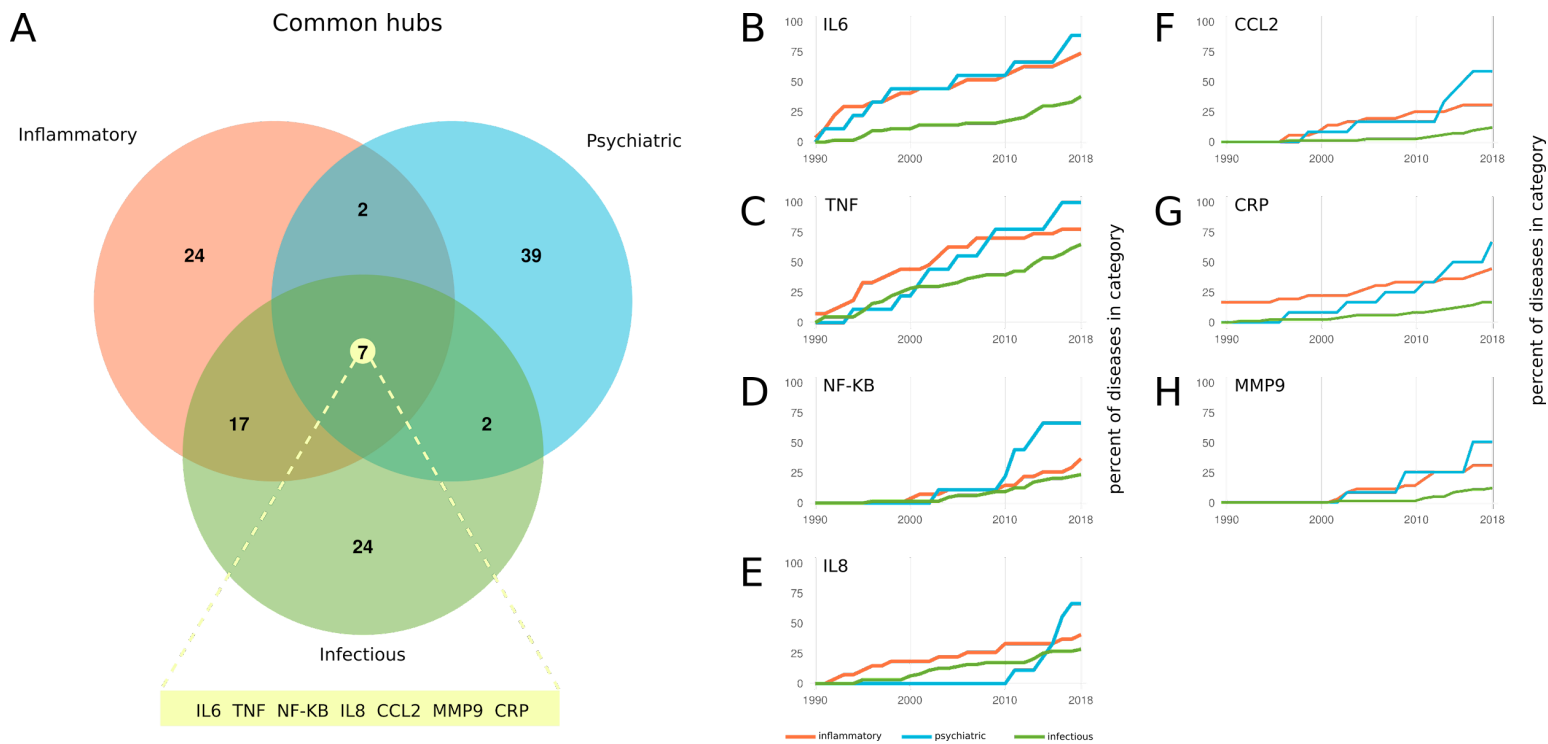 A
Common hubs
Inflammatory
Psychiatric
2
24
39
7
17
2
24
Infectious
IL6 TNF NF-KB IL8 CCL2 MMP9 CRP
B
IL6
100
75
50
25
0
1990 2000 2010 2018
C
TNF
100
75
50
25
0
1990 2000 2010 2018
D
NF-KB
100
75
50
25
0
1990 2000 2010 2018
E
IL8
100
75
50
25
0
1990 2000 2010 2018
percent of diseases in category
F
CCL2
100
75
50
25
0
1990 2000 2010 2018
G
CRP
100
75
50
25
0
1990 2000 2010 2018
H
MMP9
100
75
50
25
0
1990 2000 2010 2018
percent of diseases in category
inflammatory psychiatric infectious